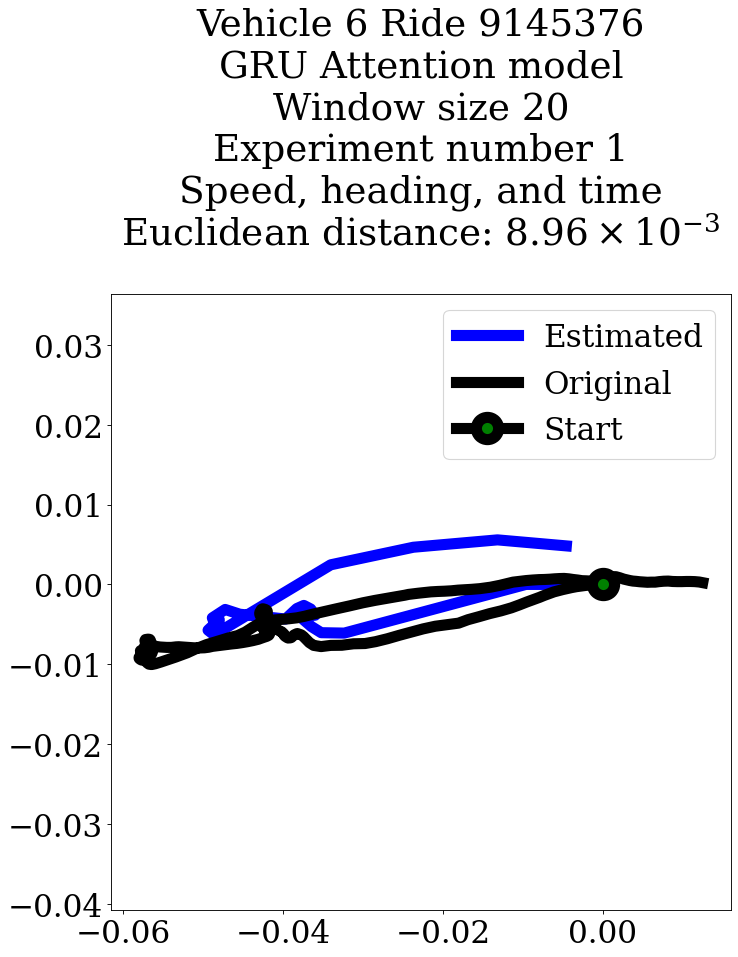 Vehicle 6 Ride 9145376
GRU Attention model
Window size 20
Experiment number 1
Speed, heading, and time
Euclidean distance: 8.96 × 10⁻³
Estimated
Original
Start
0.03
0.02
0.01
0.00
−0.01
−0.02
−0.03
−0.04
−0.06 −0.04 −0.02 0.00